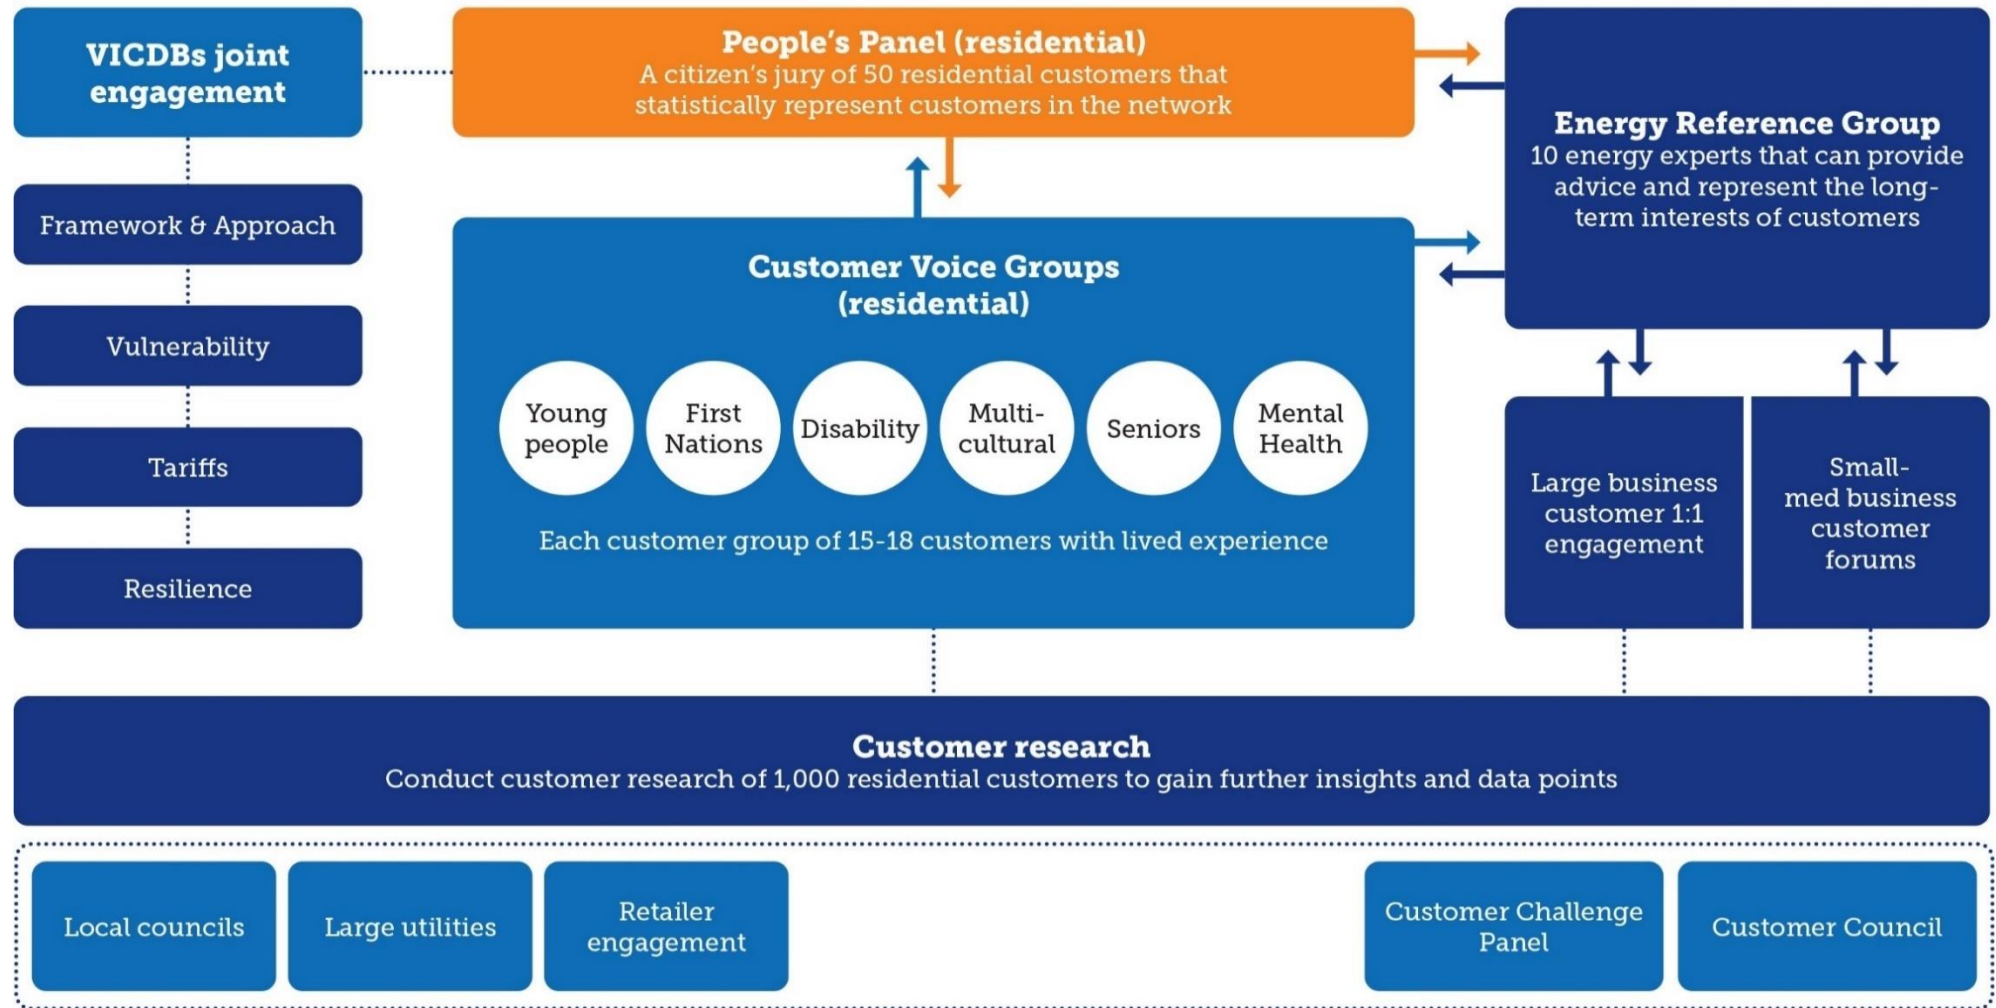 VICDBs joint
engagement
Framework & Approach
Vulnerability
Tariffs
Resilience
People’s Panel (residential)
A citizen’s jury of 50 residential customers that
statistically represent customers in the network
Customer Voice Groups
(residential)
Young
people
First
Nations
Disability
Multi-
cultural
Seniors
Mental
Health
Each customer group of 15-18 customers with lived experience
Energy Reference Group
10 energy experts that can provide
advice and represent the long-
term interests of customers
Large business
customer 1:1
engagement
Small-
med business
customer
forums
Customer research
Conduct customer research of 1,000 residential customers to gain further insights and data points
Local councils
Large utilities
Retailer
engagement
Customer Challenge
Panel
Customer Council